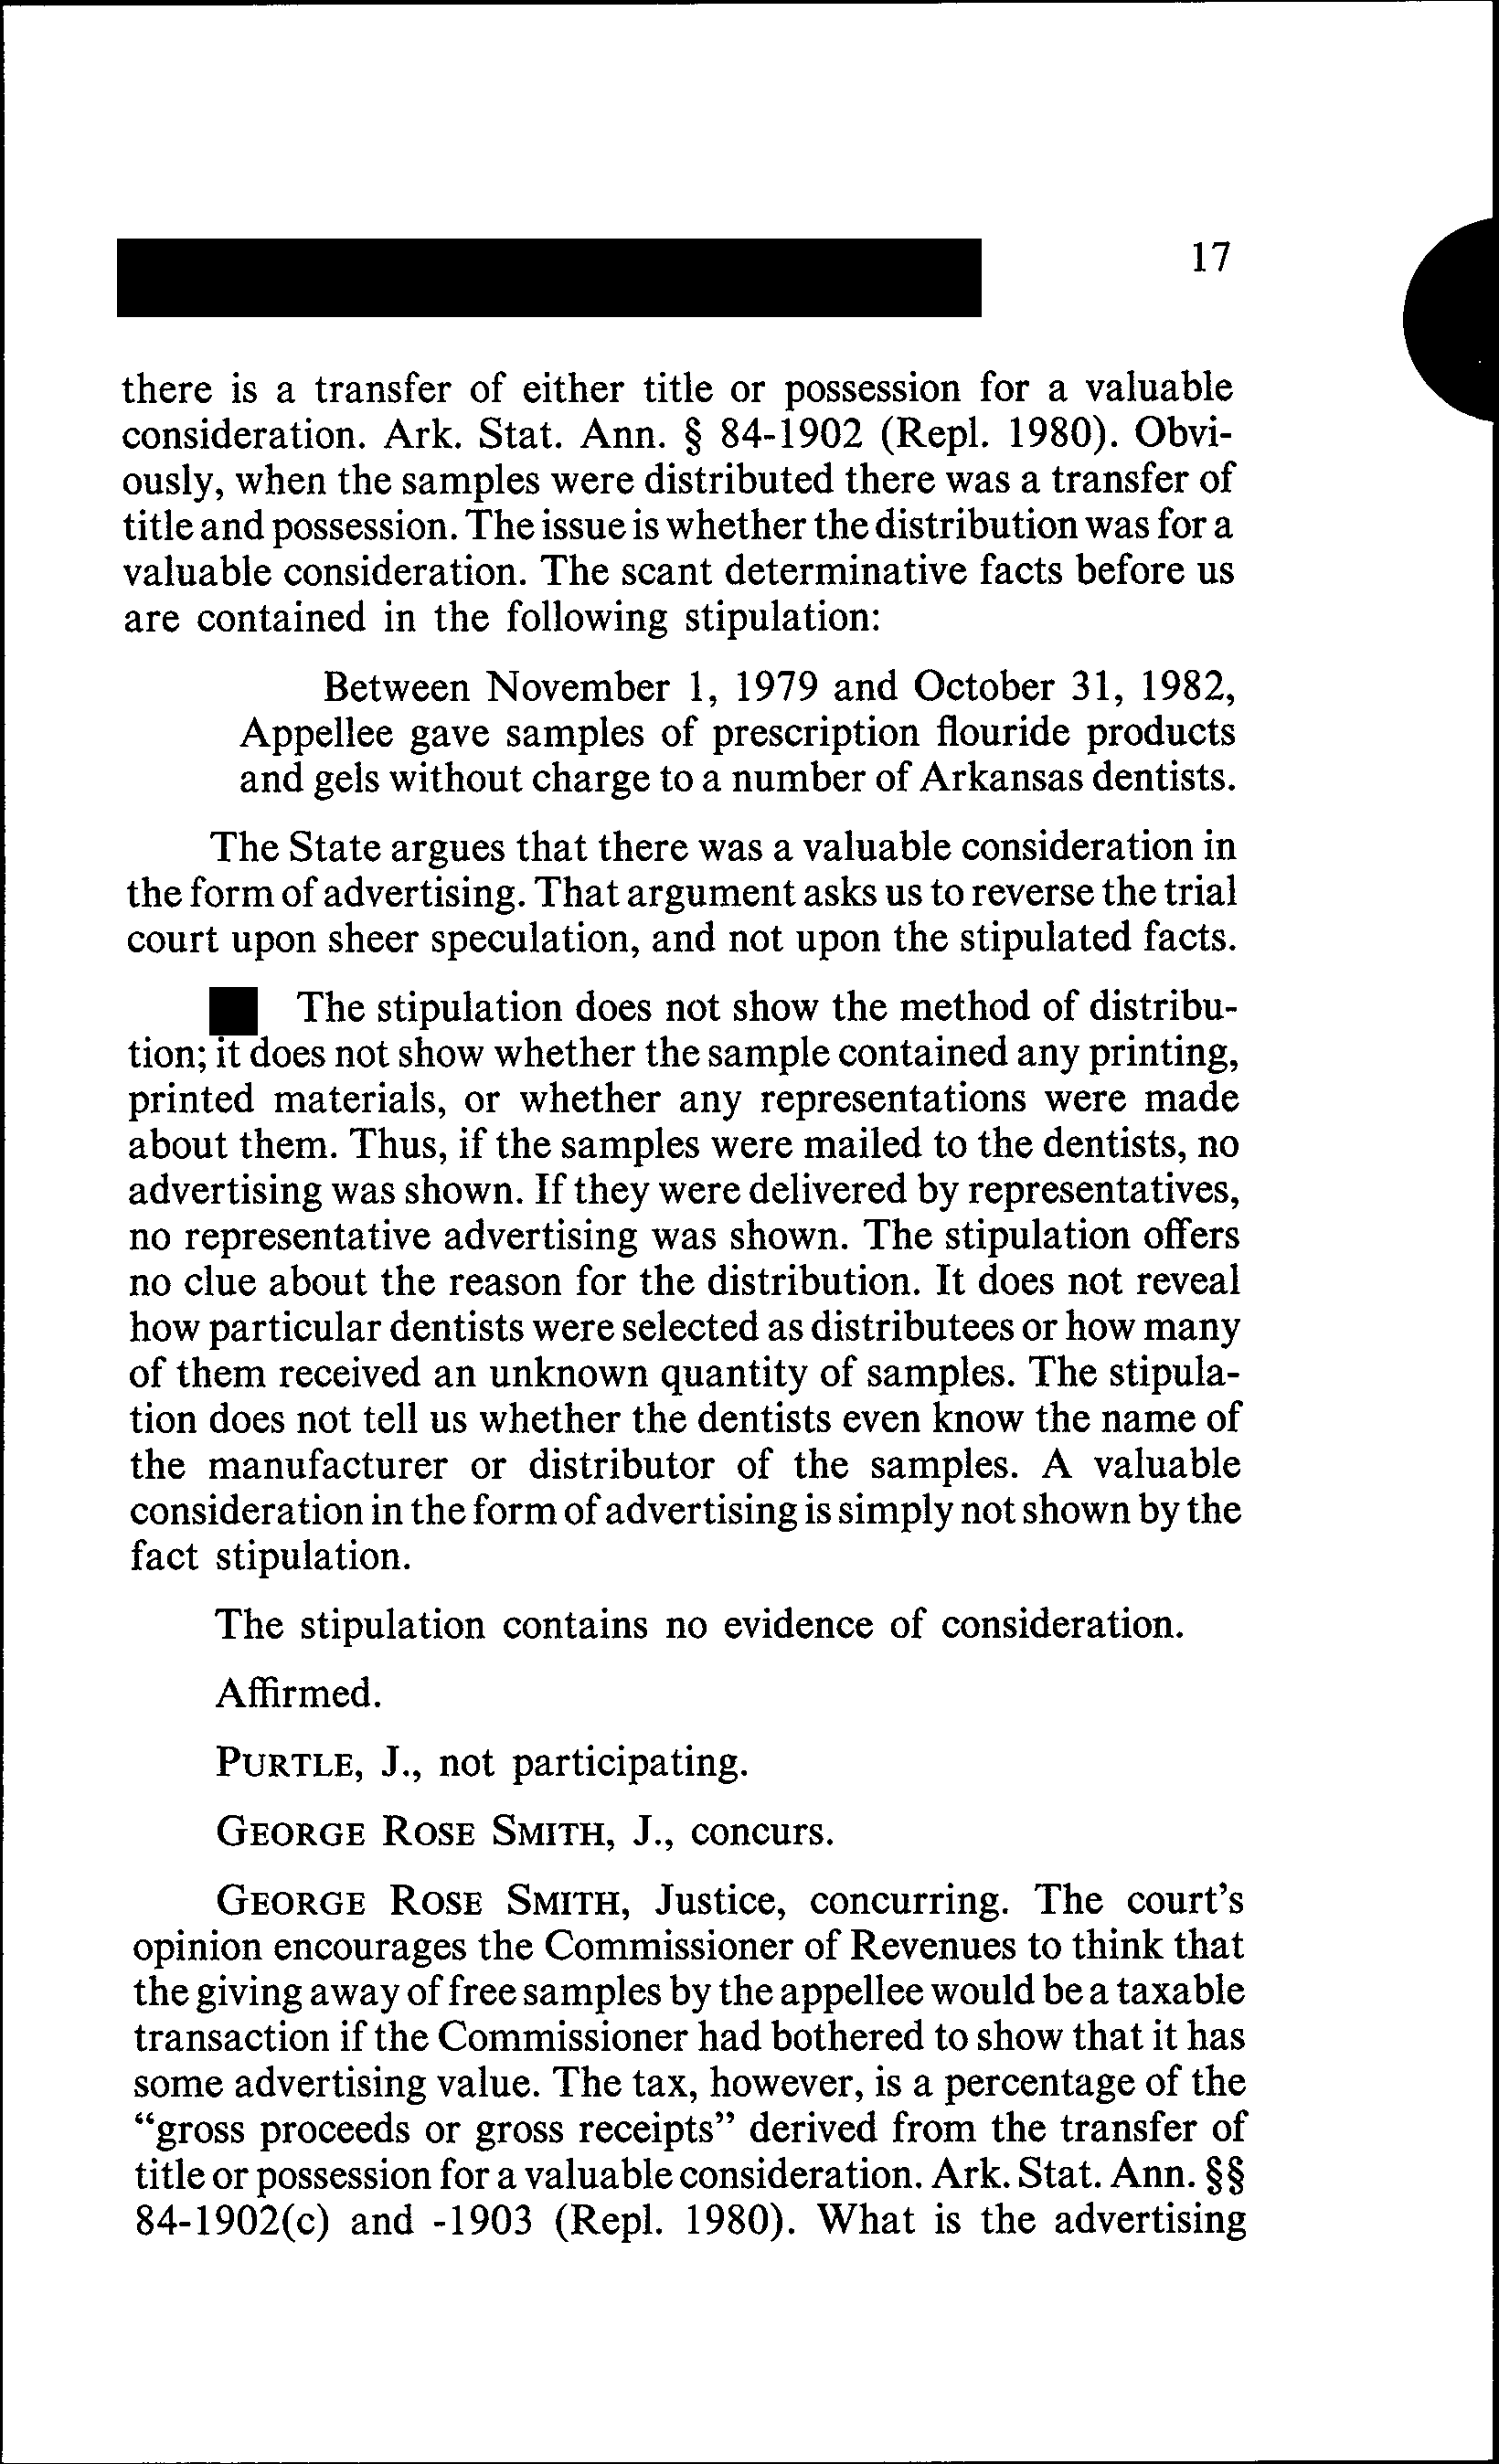 17
there is a transfer of either title or possession for a valuable
consideration. Ark. Stat. Ann. § 84-1902 (Repl. 1980). Obvi-
ously, when the samples were distributed there was a transfer of
title and possession. The issue is whether the distribution was for a
valuable consideration. The scant determinative facts before us
are contained in the following stipulation:
Between November 1, 1979 and October 31, 1982,
Appellee gave samples of prescription flouride products
and gels without charge to a number of Arkansas dentists.
The State argues that there was a valuable consideration in
the form of advertising. That argument asks us to reverse the trial
court upon sheer speculation, and not upon the stipulated facts.
The stipulation does not show the method of distribu-
tion; it does not show whether the sample contained any printing,
printed materials, or whether any representations were made
about them. Thus, if the samples were mailed to the dentists, no
advertising was shown. If they were delivered by representatives,
no representative advertising was shown. The stipulation offers
no clue about the reason for the distribution. It does not reveal
how particular dentists were selected as distributees or how many
of them received an unknown quantity of samples. The stipula-
tion does not tell us whether the dentists even know the name of
the manufacturer or distributor of the samples. A valuable
consideration in the form of advertising is simply not shown by the
fact stipulation.
The stipulation contains no evidence of consideration.
Affirmed.
PURTLE, J., not participating.
GEORGE ROSE SMITH, J., concurs.
GEORGE ROSE SMITH, Justice, concurring. The court's
opinion encourages the Commissioner of Revenues to think that
the giving away of free samples by the appellee would be a taxable
transaction if the Commissioner had bothered to show that it has
some advertising value. The tax, however, is a percentage of the
“gross proceeds or gross receipts” derived from the transfer of
title or possession for a valuable consideration. Ark. Stat. Ann. §§
84-1902(c) and -1903 (Repl. 1980). What is the advertising